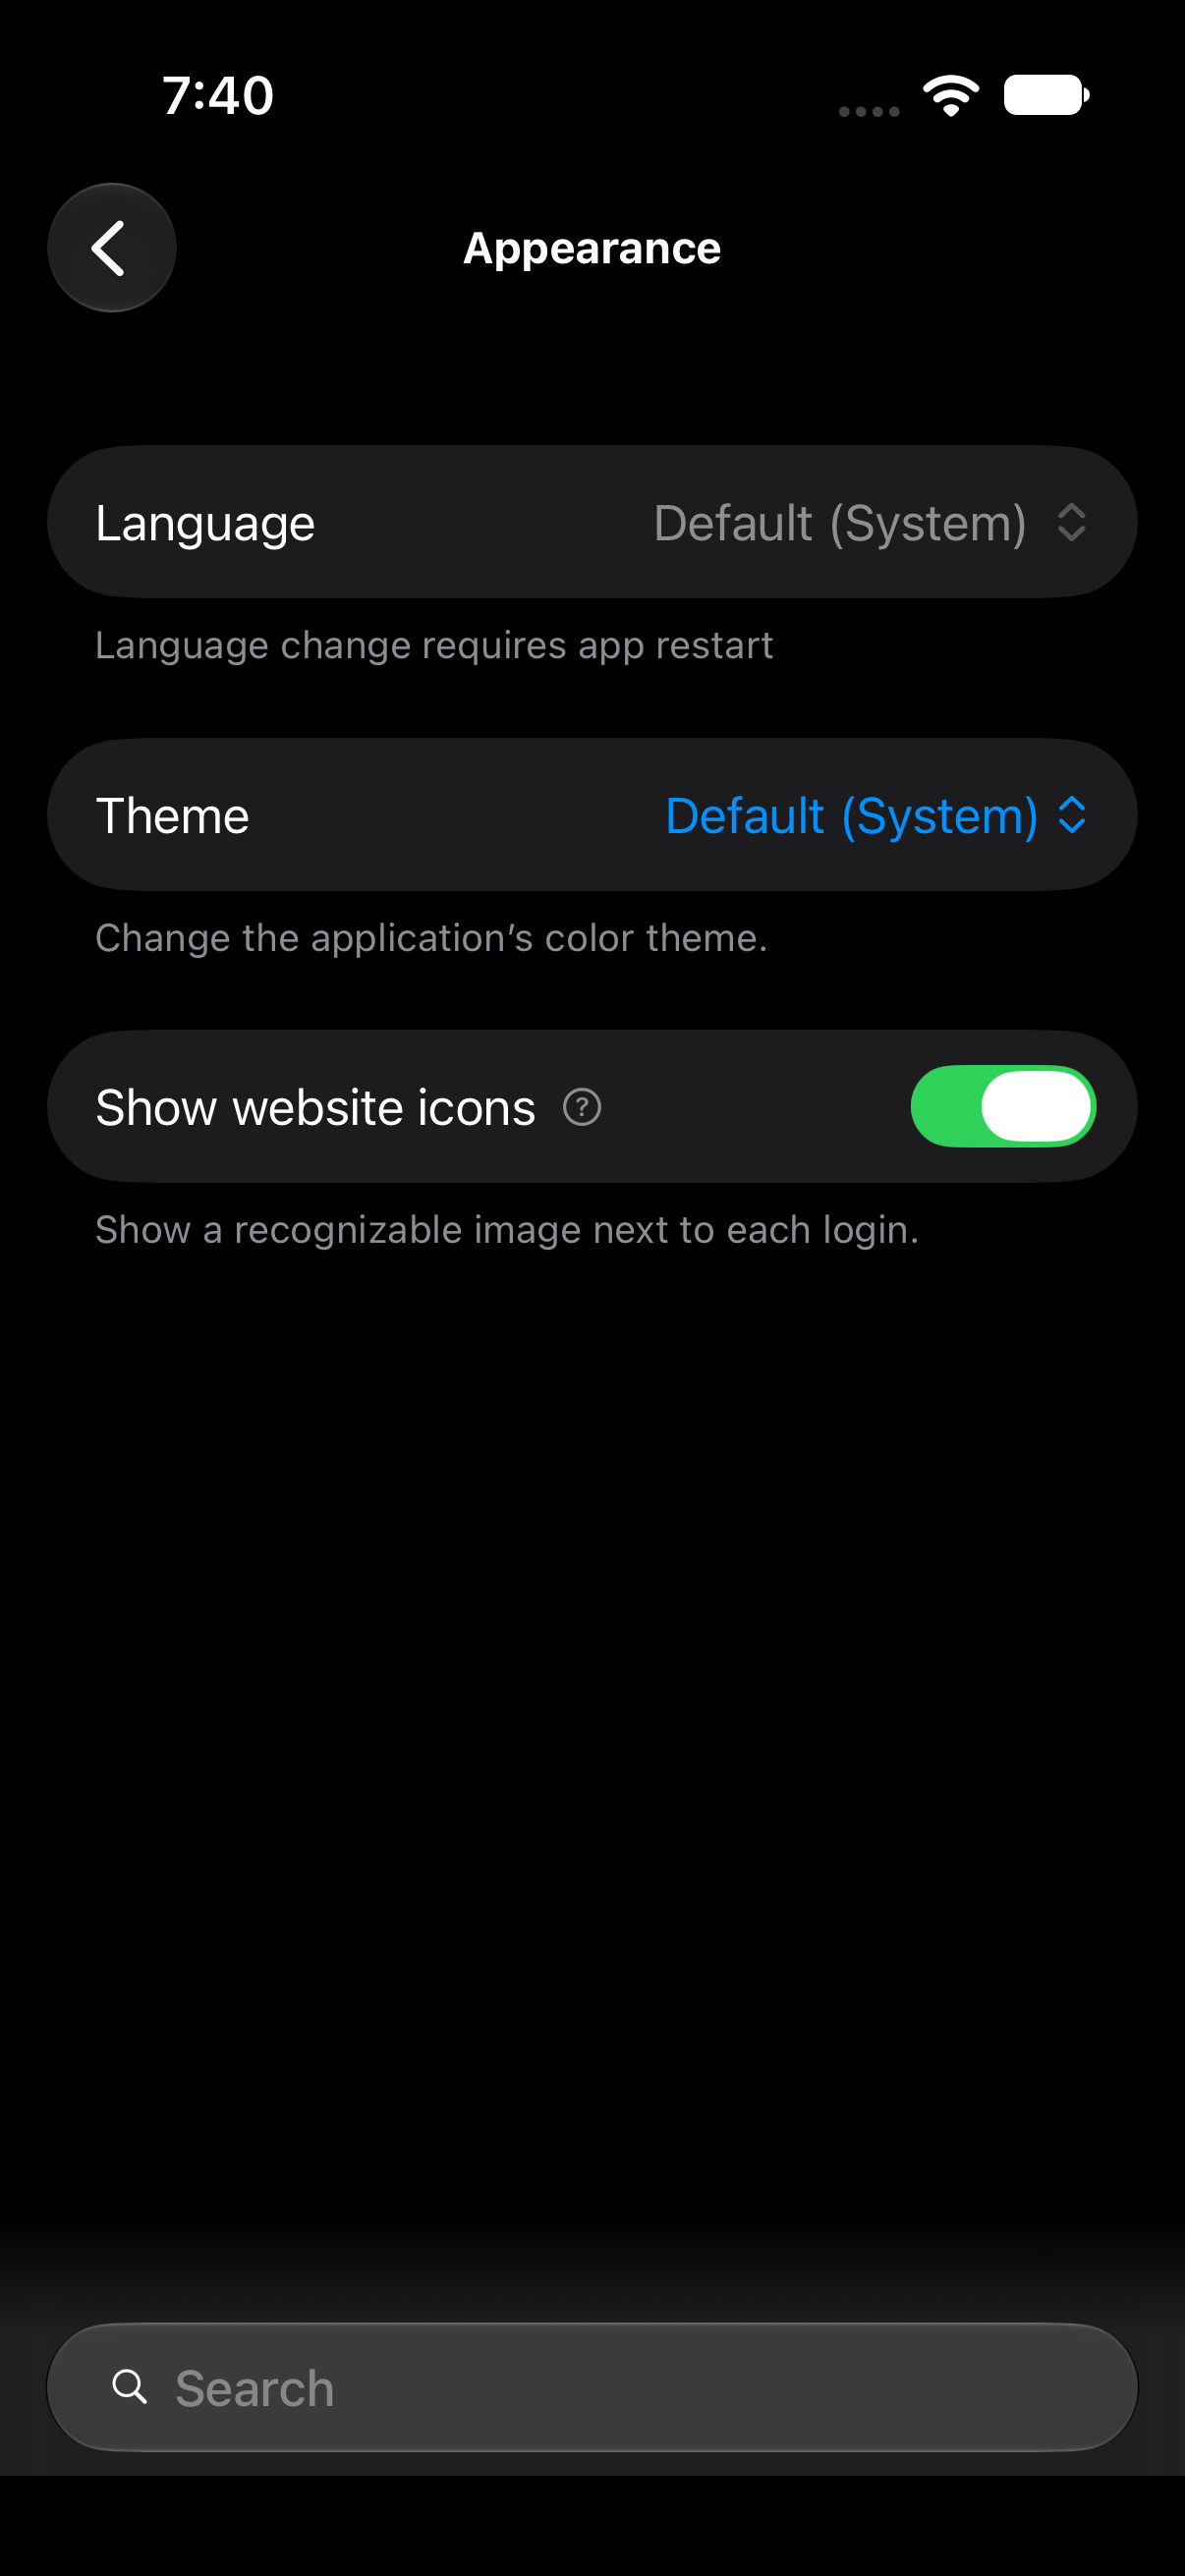 7:40
Appearance
Language
Default (System)
Language change requires app restart
Theme
Default (System)
Change the application’s color theme.
Show website icons
?
Show a recognizable image next to each login.
Search